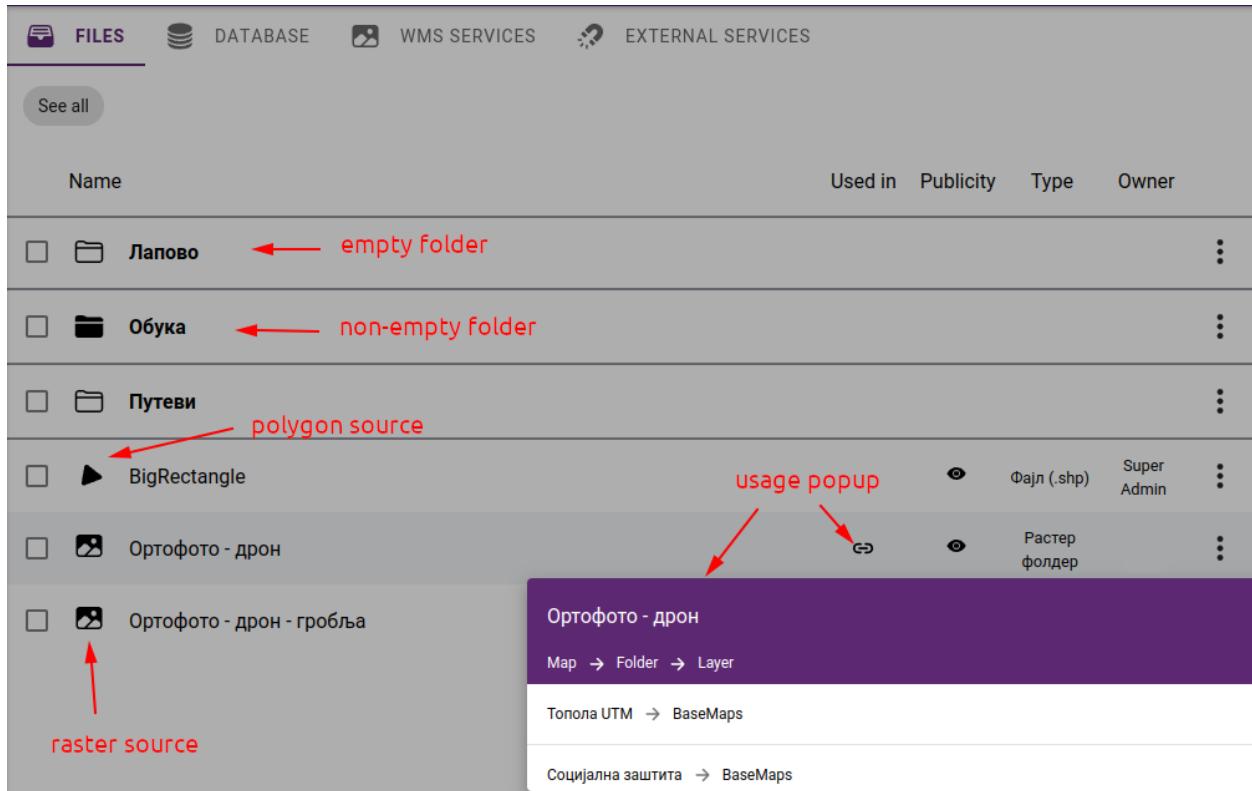 FILES DATABASE WMS SERVICES EXTERNAL SERVICES
See all
Name Used in Publicity Type Owner
Лапово empty folder
Обука non-empty folder
Путеви
polygon source
BigRectangle usage popup Фајл (.shp) Super Admin
Ортофото - дрон Растер фолдер
Ортофото - дрон - гробља
raster source
Ортофото - дрон
Map → Folder → Layer
Топола UTM → BaseMaps
Социјална заштита → BaseMaps